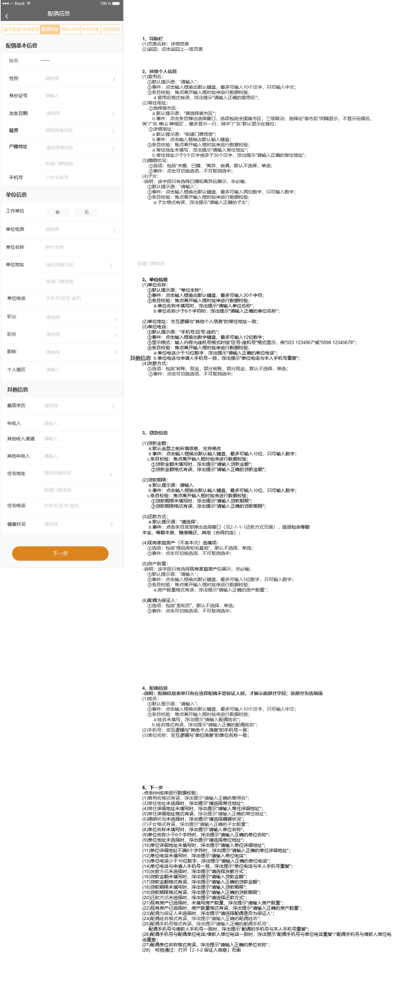 Kwok
100 %
配偶信息
基本信息 详细信息 配偶信息 担保人信息 补充信息 授信信息
配偶基本信息
姓名 ——
性别 请选择
身份证号 请输入
出生日期 请选择
籍贯 请选择省市区
户籍地址 请选择省市区
街道门牌信息
手机号 11位手机号
单位信息
工作单位 有 无
单位性质 请选择
单位名称 单位全称
单位地址 请选择省市区
街道门牌信息
单位电话 手机号/区号-座机
职业 请选择
职务 请选择
职称 请选择
个人简历 请输入
其他信息
最高学历 请选择
年收入 请输入
其他收入渠道 请输入
其他年收入 请输入
住宅地址 请选择省市区
街道门牌信息
住宅电话 手机号/区号-座机
健康状况 请选择
下一步
1、导航栏
(1)页面名称：详细信息
(2)返回：点击返回上一级页面
2、其他个人信息
(1)曾用名：
①默认提示语：“请输入”；
②事件：点击输入框唤出默认键盘，最多可输入10个汉字，只可输入中文；
③条目校验：焦点离开输入框时按序进行数据校验；
a.曾用名格式有误，浮出提示“请输入正确的曾用名”；
(2)常住地址：
①选择省市区：
a.默认提示语：“请选择省市区”；
b.事件：点击条目弹出选择窗口，选项包括全国省市区，三级联动，选择后“省市区”间隔显示，不显示后缀名，
例“广东 佛山 禅城区”，最多显示一行，其中“广东”默认显示在首位；
②详细地址：
a.默认提示语：“街道门牌信息”；
b.事件：点击输入框唤出默认输入键盘；
③条目校验：焦点离开输入框时按序进行数据校验；
a.常住地址未填写，浮出提示“请输入常住地址”；
b.常住地址少于5个汉字或多于30个汉字，浮出提示“请输入正确的常住地址”；
(3)婚姻状况：
①选项：包括“未婚、已婚、“离异、丧偶，默认不选择，单选；
②事件：点击可切换选项，不可取消选中；
(4)子女：
-说明：该字段只有选择已婚和离异后展示，非必输；
①默认提示语：“请输入”；
②事件：点击输入框唤出默认键盘，最多可输入两位数字，只可输入数字；
③条目校验：焦点离开输入框时按序进行数据校验；
a.子女格式有误，浮出提示“请输入正确的子女”；
街道门牌信息
3、单位信息
(1)单位名称：
①默认提示语：“单位全称”；
②事件：点击输入框唤出默认键盘，最多可输入30个字符；
③条目校验：焦点离开输入框时按序进行数据校验；
a.单位名称未填写时，浮出提示“请输入单位名称”，
b.单位名称少于6个字符时，浮出提示“请输入正确的单位名称”；
(2)单位地址：交互逻辑与“其他个人信息”的常住地址一致；
(3)单位电话：
①默认提示语：“手机号/区号-座机”；
②事件：点击输入框唤出数字键盘，最多可输入12位数字；
③显示格式：输入内容为座机号格式时按“区号-座机号”格式显示，例“023 1234567”或“0598 12345678”；
④条目校验：焦点离开输入框时按序进行数据校验；
a.单位电话少于10位数字，浮出提示“请输入正确的单位电话”；
其他信息 b.单位电话与申请人手机号一致，浮出提示“单位电话与本人手机号重复”；
(4)发薪方式：
①选项：包括“转账、现金、部分转账、部分现金，默认不选择，单选；
②事件：点击可切换选项，不可取消选中；
3、贷款信息
(1)贷款金额：
a.默认返显之前所填信息，支持修改
b.事件：点击输入框唤出默认输入键盘，最多可输入10位，只可输入数字；
c.条目校验：焦点离开输入框时按序进行数据校验；
①贷款金额未填写时，浮出提示“请输入贷款金额”；
②贷款金额格式有误，浮出提示“请输入正确的贷款金额”；
(2)贷款期限：
a.默认提示语：请输入
b.事件：点击输入框唤出默认输入键盘，最多可输入10位，只可输入数字；
c.条目校验：焦点离开输入框时按序进行数据校验；
①贷款期限未填写时，浮出提示“请输入贷款期限”；
②贷款期限格式有误，浮出提示“请输入正确的贷款期限”；
(3)还款方式：
a.默认提示语：“请选择”；
b.事件：点击条目底部弹出选择窗口（见2-1-1-1还款方式页面），选项包含等额
本金、等额本息、随借随还、其他（合同约定）；
(4)现有家庭房产（不含本次）选填项：
①选项：包括“商品房和宅基地”，默认不选择，单选；
②事件：点击可切换选项，不可取消选中；
(5)房产数量：
-说明：该字段只有选择现有家庭房产后展示，非必输；
①默认提示语：“请输入”；
②事件：点击输入框唤出默认键盘，最多可输入5位数字，只可输入数字；
③条目校验：焦点离开输入框时按序进行数据校验；
a.房产数量格式有误，浮出提示“请输入正确的房产数量”；
(6)配偶为保证人：
①选项：包括“是和否”，默认不选择，单选；
②事件：点击可切换选项，不可取消选中；
4、配偶信息
-说明：配偶信息表单只有在选择配偶不是保证人时，才展示此部分字段；该部分为选填项
(1)姓名：
①默认提示语：“请输入”；
②事件：点击输入框唤出默认键盘，最多可输入10个汉字，只可输入中文；
③条目校验：焦点离开输入框时按序进行数据校验；
a.姓名未填写，浮出提示“请输入配偶姓名”；
b.姓名格式有误，浮出提示“请输入正确的配偶姓名”；
(2)手机号：交互逻辑与“其他个人信息”的手机号一致；
(3)单位名称：交互逻辑与“单位信息”的单位名称一致；
5、下一步
-点击btn按序进行数据校验；
(1)曾用名格式有误，浮出提示“请输入正确的曾用名”；
(3)常住地址未选择时，浮出提示“请选择常住地址”；
(4)常住详细地址未填写时，浮出提示“请输入常住详细地址”；
(5)常住详细地址格式有误，浮出提示“请输入正确的常住地址”；
(6)婚姻状况未选择时，浮出提示“请选择婚姻状况”；
(7)子女格式有误，浮出提示“请输入正确的子女数量”；
(8)单位名称未填写时，浮出提示“请输入单位名称”，
(9)单位名称少于6个字符时，浮出提示“请输入正确的单位名称”；
(9)单位地址未选择时，浮出提示“请选择单位地址”；
(10)单位详细地址未填写时，浮出提示“请输入单位详细地址”；
(11)单位详细地址不满6个字符时，浮出提示“请输入正确的单位详细地址”；
(12)单位电话未填写时，浮出提示“请输入单位电话”；
(13)单位电话少于10位数字，浮出提示“请输入正确的单位电话”；
(14)单位电话与申请人手机号一致，浮出提示“单位电话与本人手机号重复”；
(15)发薪方式未选择时，浮出提示“请选择发薪方式”；
(16)贷款金额未填写时，浮出提示“请输入贷款金额”；
(17)贷款金额格式有误，浮出提示“请输入正确的贷款金额”；
(18)贷款期限未填写时，浮出提示“请输入贷款期限”；
(19)贷款期限格式有误，浮出提示“请输入正确的贷款期限”；
(20)还款方式未选择时，浮出提示“请选择还款方式”；
(21)现有房产已选择时，未填写房产数量，浮出提示“请输入房产数量”；
(22)现有房产已选择时，房产数量格式有误，浮出提示“请输入正确的房产数量”；
(23)配偶为保证人未选择时，浮出提示“请选择配偶是否为保证人”；
(24)配偶姓名格式有误，浮出提示“请输入正确的配偶姓名”；
(25)配偶手机号格式有误，浮出提示“请输入正确的配偶手机号”；
配偶手机号与借款人手机号一致时，浮出提示“配偶的手机号与本人手机号重复”；
(26)配偶手机号与配偶单位电话/借款人单位电话一致时，浮出提示“配偶手机号与单位电话重复”/“配偶手机号与借款人单位电
话重复；
(27)配偶单位名称格式有误，浮出提示“请输入正确的单位名称”；
(28) 校验通过：打开「2-1-2 保证人信息」页面